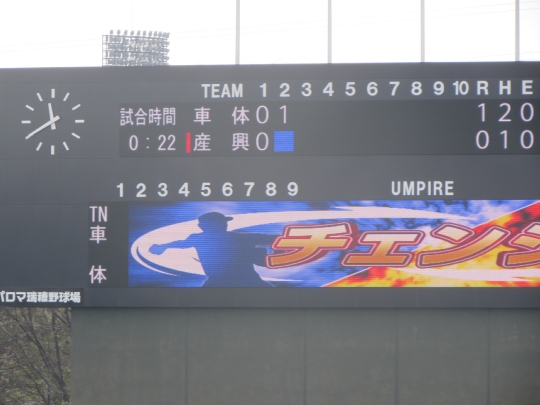 TEAM 1 2 3 4 5 6 7 8 9 10 R H E
試合時間 車 体 0 1 1 2 0
0:22 産 興 0 0 1 0
1 2 3 4 5 6 7 8 9 UMPIRE
TN
車
体
チェンジ
パロマ瑞穂野球場